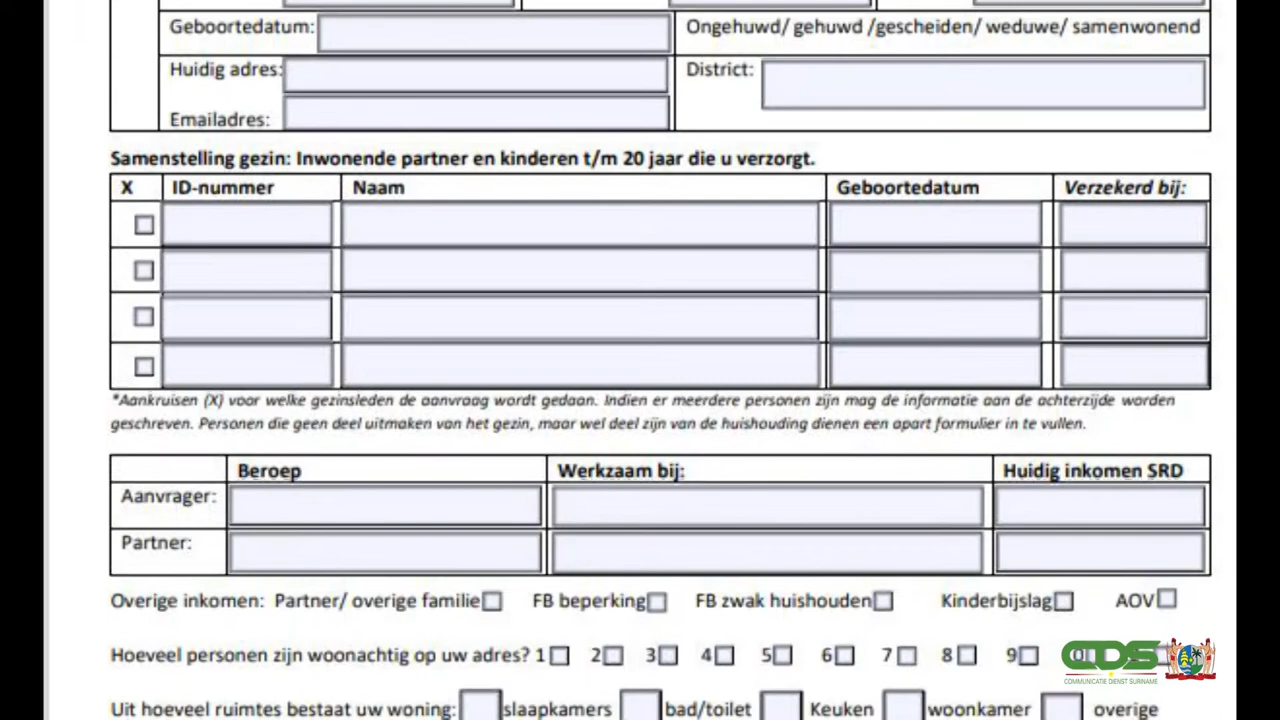 Geboortedatum: Ongehuwd/ gehuwd /gescheiden/ weduwe/ samenwonend
Huidig adres: District:
Emailadres:
Samenstelling gezin: Inwonende partner en kinderen t/m 20 jaar die u verzorgt.
X ID-nummer Naam Geboortedatum Verzekerd bij:
*Aankruisen (X) voor welke gezinsleden de aanvraag wordt gedaan. Indien er meerdere personen zijn mag de informatie aan de achterzijde worden
geschreven. Personen die geen deel uitmaken van het gezin, maar wel deel zijn van de huishouding dienen een apart formulier in te vullen.
Beroep Werkzaam bij: Huidig inkomen SRD
Aanvrager:
Partner:
Overige inkomen: Partner/ overige familie FB beperking FB zwak huishouden Kinderbijslag AOV
Hoeveel personen zijn woonachtig op uw adres? 1 2 3 4 5 6 7 8 9
CDS
COMMUNICATIE DIENST SURINAME
Uit hoeveel ruimtes bestaat uw woning: slaapkamers bad/toilet Keuken woonkamer overige